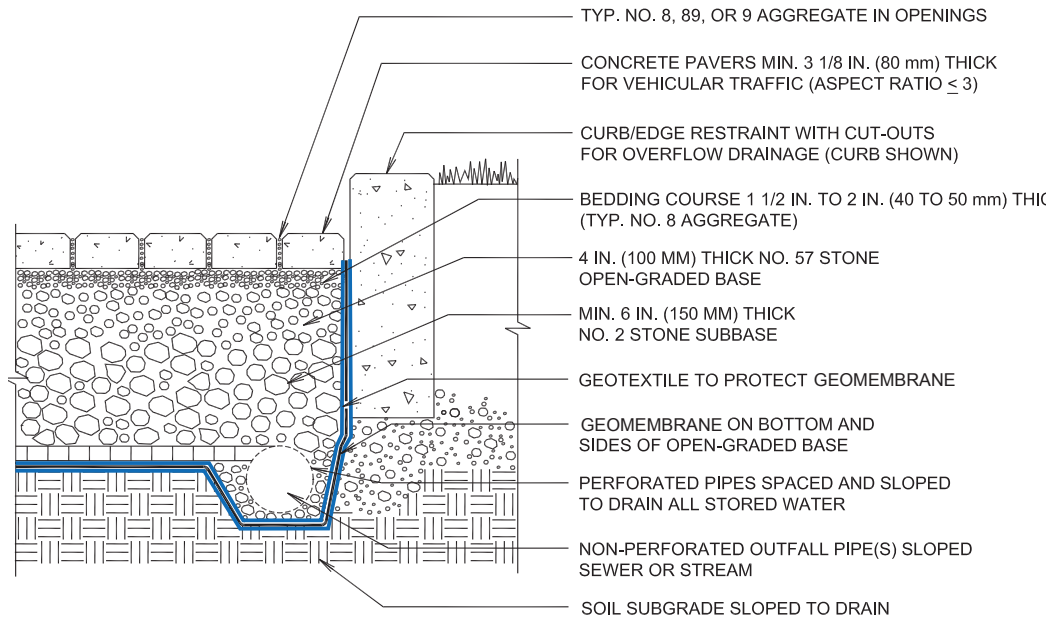 TYP. NO. 8, 89, OR 9 AGGREGATE IN OPENINGS
CONCRETE PAVERS MIN. 3 1/8 IN. (80 mm) THICK
FOR VEHICULAR TRAFFIC (ASPECT RATIO ≤ 3)
CURB/EDGE RESTRAINT WITH CUT-OUTS
FOR OVERFLOW DRAINAGE (CURB SHOWN)
BEDDING COURSE 1 1/2 IN. TO 2 IN. (40 TO 50 mm) THIC
(TYP. NO. 8 AGGREGATE)
4 IN. (100 MM) THICK NO. 57 STONE
OPEN-GRADED BASE
MIN. 6 IN. (150 MM) THICK
NO. 2 STONE SUBBASE
GEOTEXTILE TO PROTECT GEOMEMBRANE
GEOMEMBRANE ON BOTTOM AND
SIDES OF OPEN-GRADED BASE
PERFORATED PIPES SPACED AND SLOPED
TO DRAIN ALL STORED WATER
NON-PERFORATED OUTFALL PIPE(S) SLOPED
SEWER OR STREAM
SOIL SUBGRADE SLOPED TO DRAIN